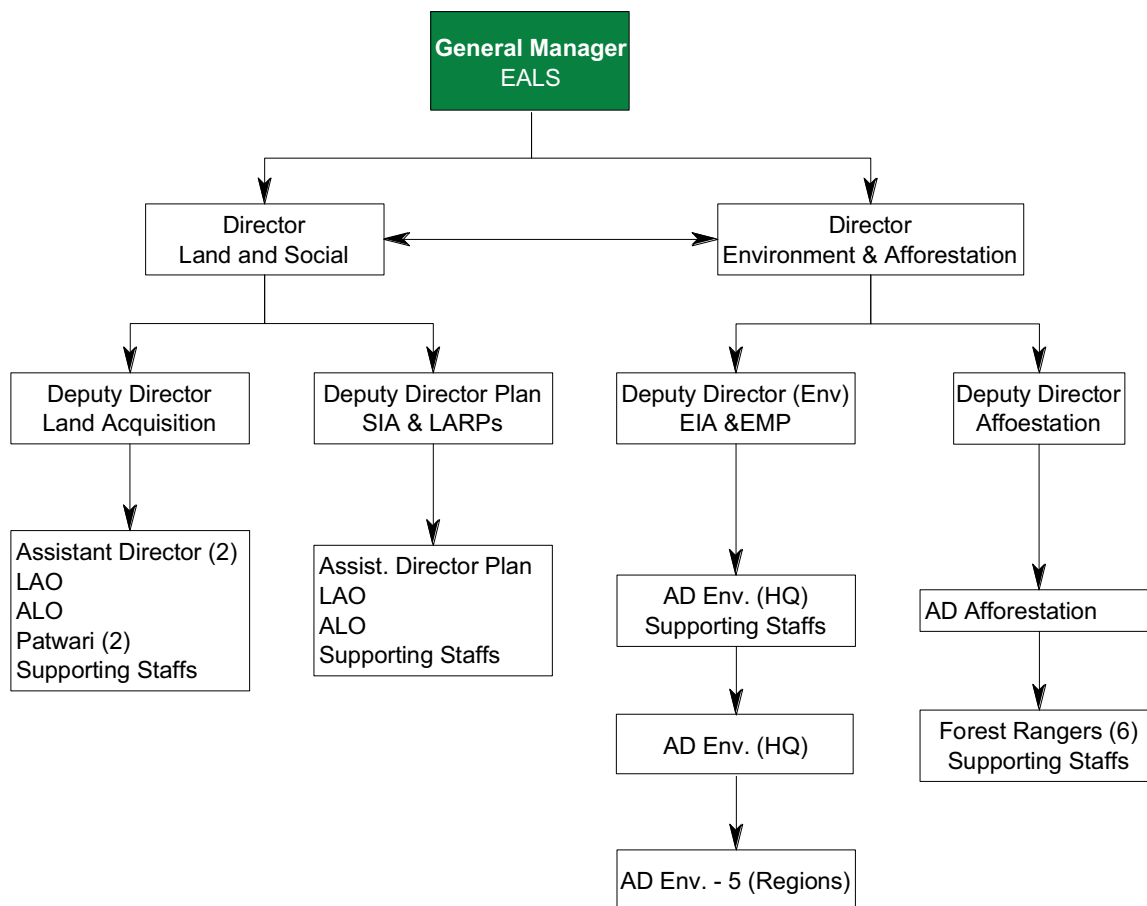 General Manager
EALS
Director
Land and Social
Director
Environment & Afforestation
Deputy Director
Land Acquisition
Deputy Director Plan
SIA & LARPs
Deputy Director (Env)
EIA &EMP
Deputy Director
Affoestation
Assistant Director (2)
LAO
ALO
Patwari (2)
Supporting Staffs
Assist. Director Plan
LAO
ALO
Supporting Staffs
AD Env. (HQ)
Supporting Staffs
AD Afforestation
AD Env. (HQ)
Forest Rangers (6)
Supporting Staffs
AD Env. - 5 (Regions)